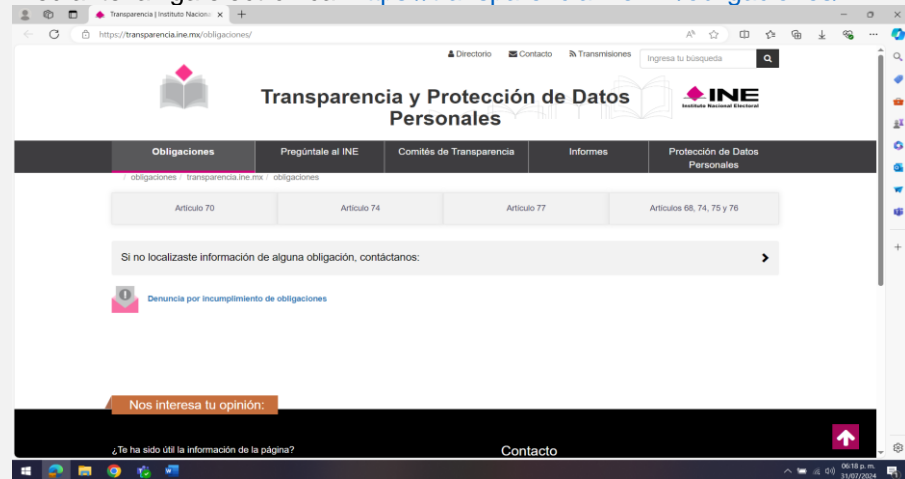 Transparencia | Instituto Nacion
https://transparencia.ine.mx/obligaciones/
Directorio Contacto Transmisiones
Ingresa tu búsqueda
Transparencia y Protección de Datos Personales
INE
Instituto Nacional Electoral
Obligaciones
Pregúntale al INE
Comités de Transparencia
Informes
Protección de Datos Personales
/ obligaciones / transparencia.ine.mx / obligaciones
Artículo 70
Artículo 74
Artículo 77
Artículos 68, 74, 75 y 76
Si no localizaste información de alguna obligación, contáctanos:
Denuncia por incumplimiento de obligaciones
Nos interesa tu opinión:
¿Te ha sido útil la información de la página?
Contacto
06:18 p. m.
31/07/2024